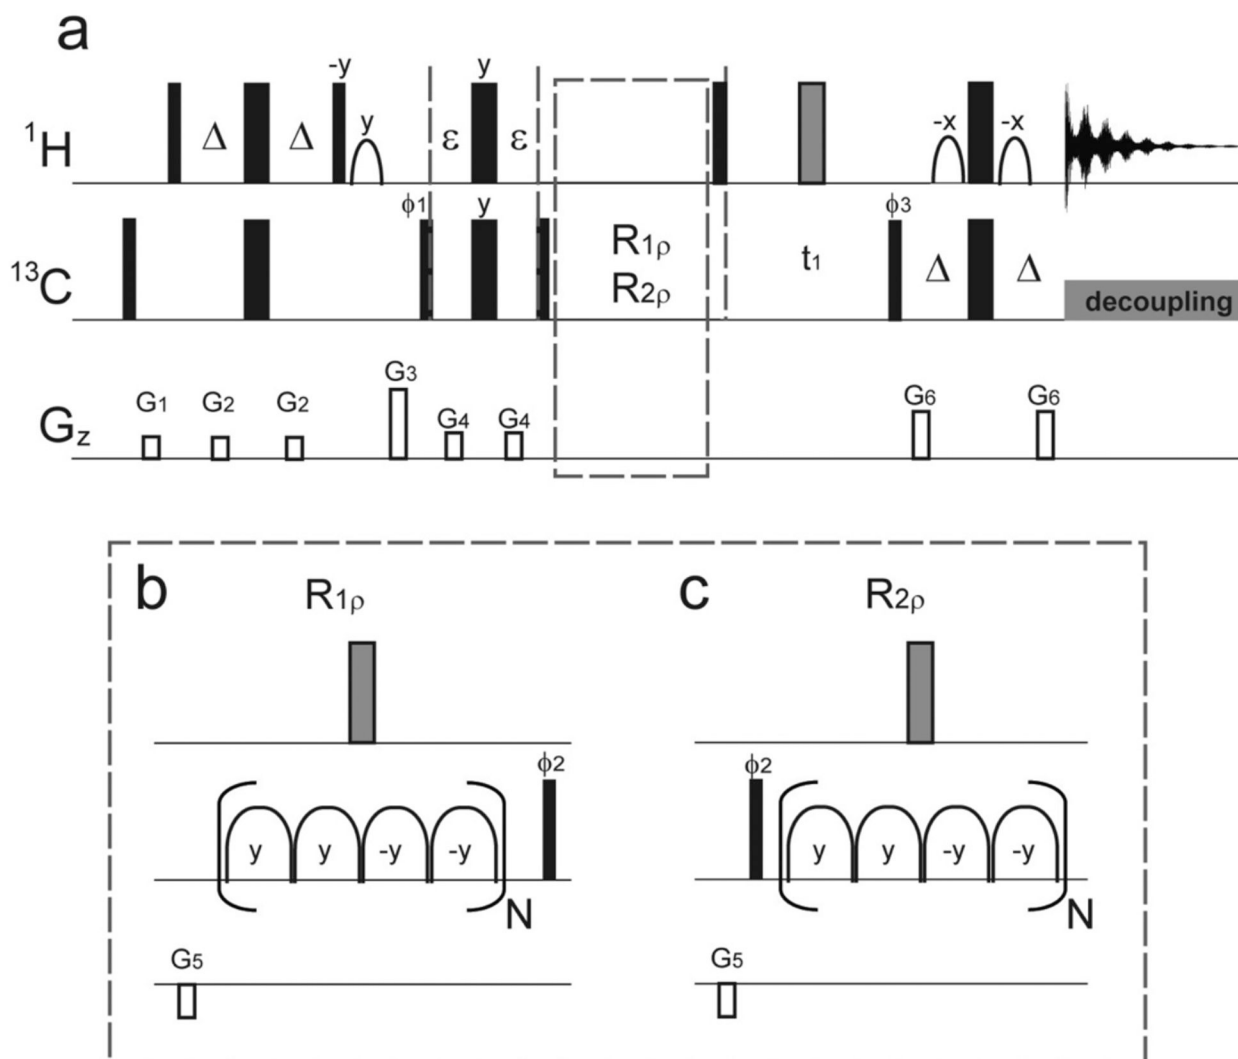 a
-y y
¹H Δ Δ y ε ε -x -x
ϕ1 y ϕ3
¹³C R1ρ t1 Δ Δ
R2ρ
decoupling
G3
G1 G2 G2 G4 G4 G6 G6
Gz
b R1ρ c R2ρ
ϕ2 ϕ2
y y -y -y y y -y -y
N N
G5 G5